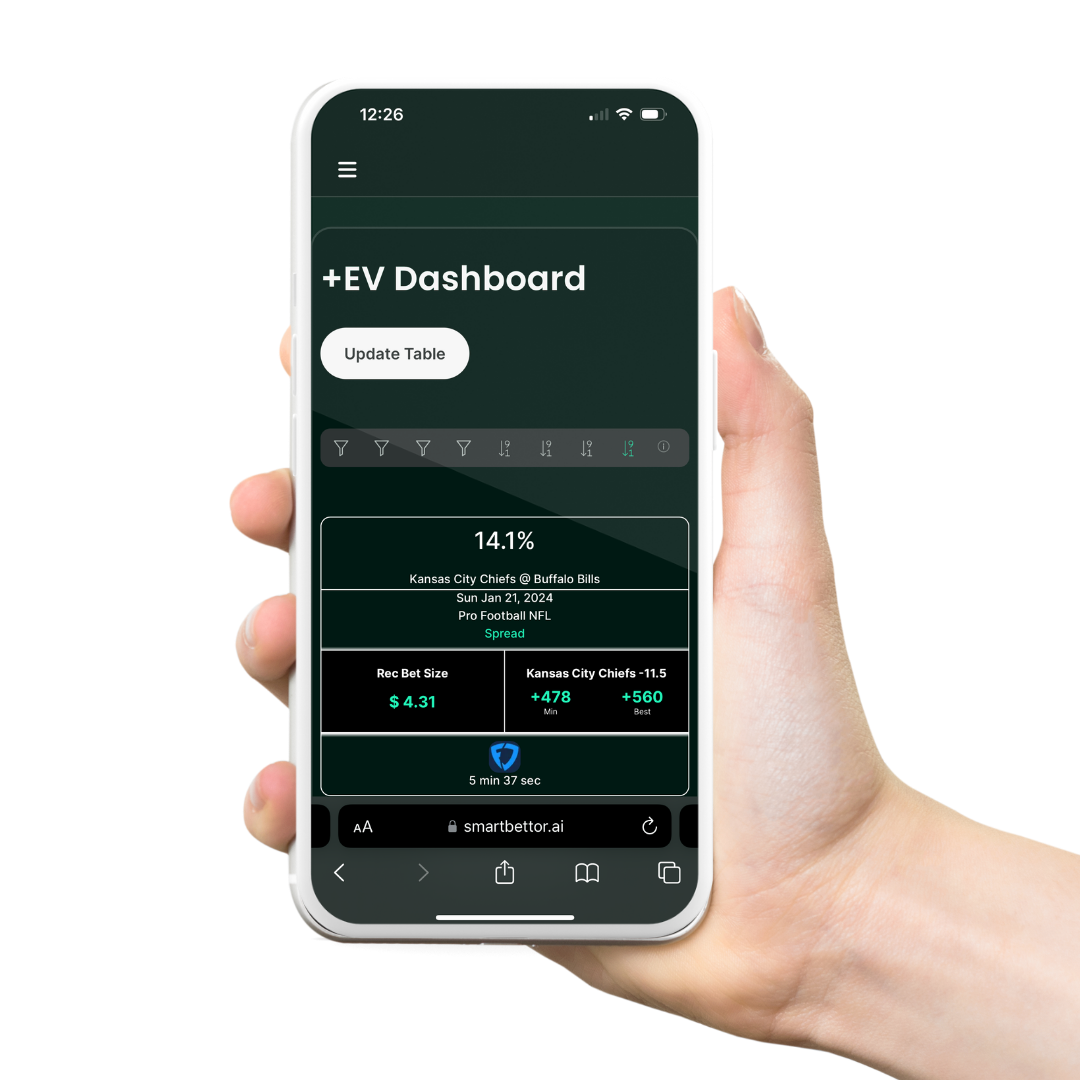 12:26
+EV Dashboard
Update Table
14.1%
Kansas City Chiefs @ Buffalo Bills
Sun Jan 21, 2024
Pro Football NFL
Spread
Rec Bet Size
$ 4.31
Kansas City Chiefs -11.5
+478 +560
Min Best
5 min 37 sec
AA smartbettor.ai